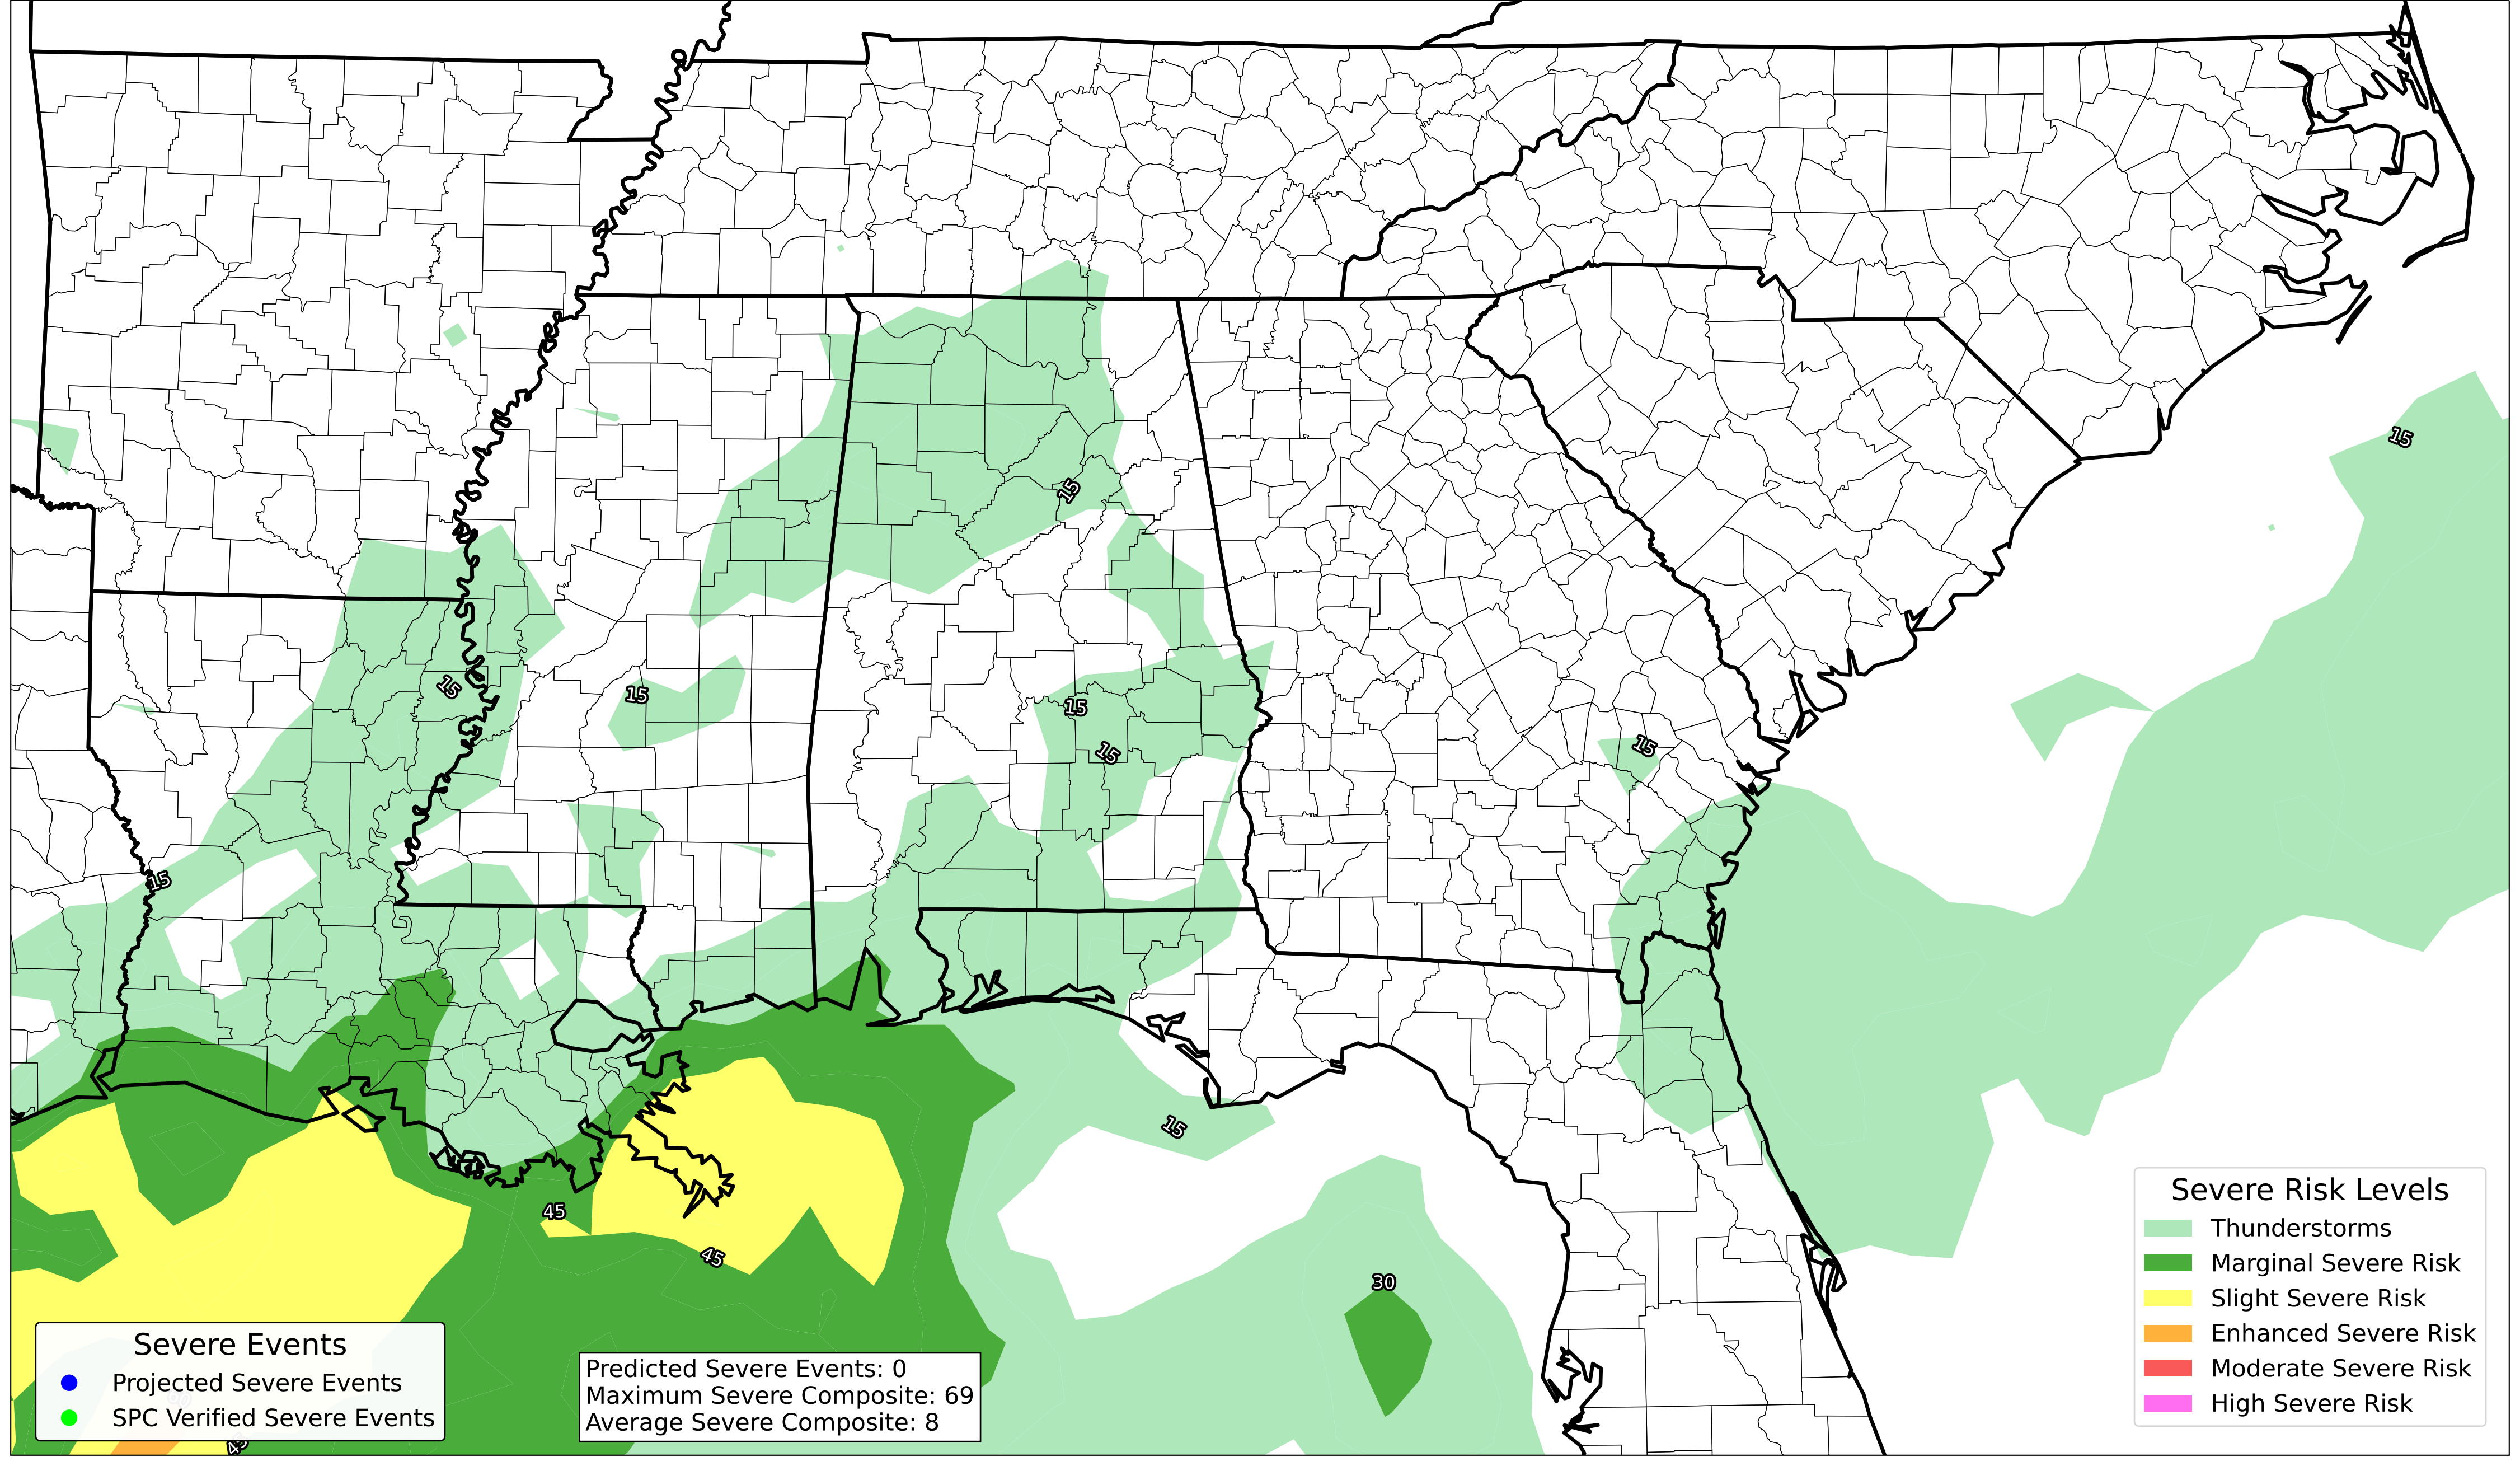 15
15
15
15
15
15
15
15
15
30
45
45
45
Severe Events
Projected Severe Events
SPC Verified Severe Events
Predicted Severe Events: 0
Maximum Severe Composite: 69
Average Severe Composite: 8
Severe Risk Levels
Thunderstorms
Marginal Severe Risk
Slight Severe Risk
Enhanced Severe Risk
Moderate Severe Risk
High Severe Risk